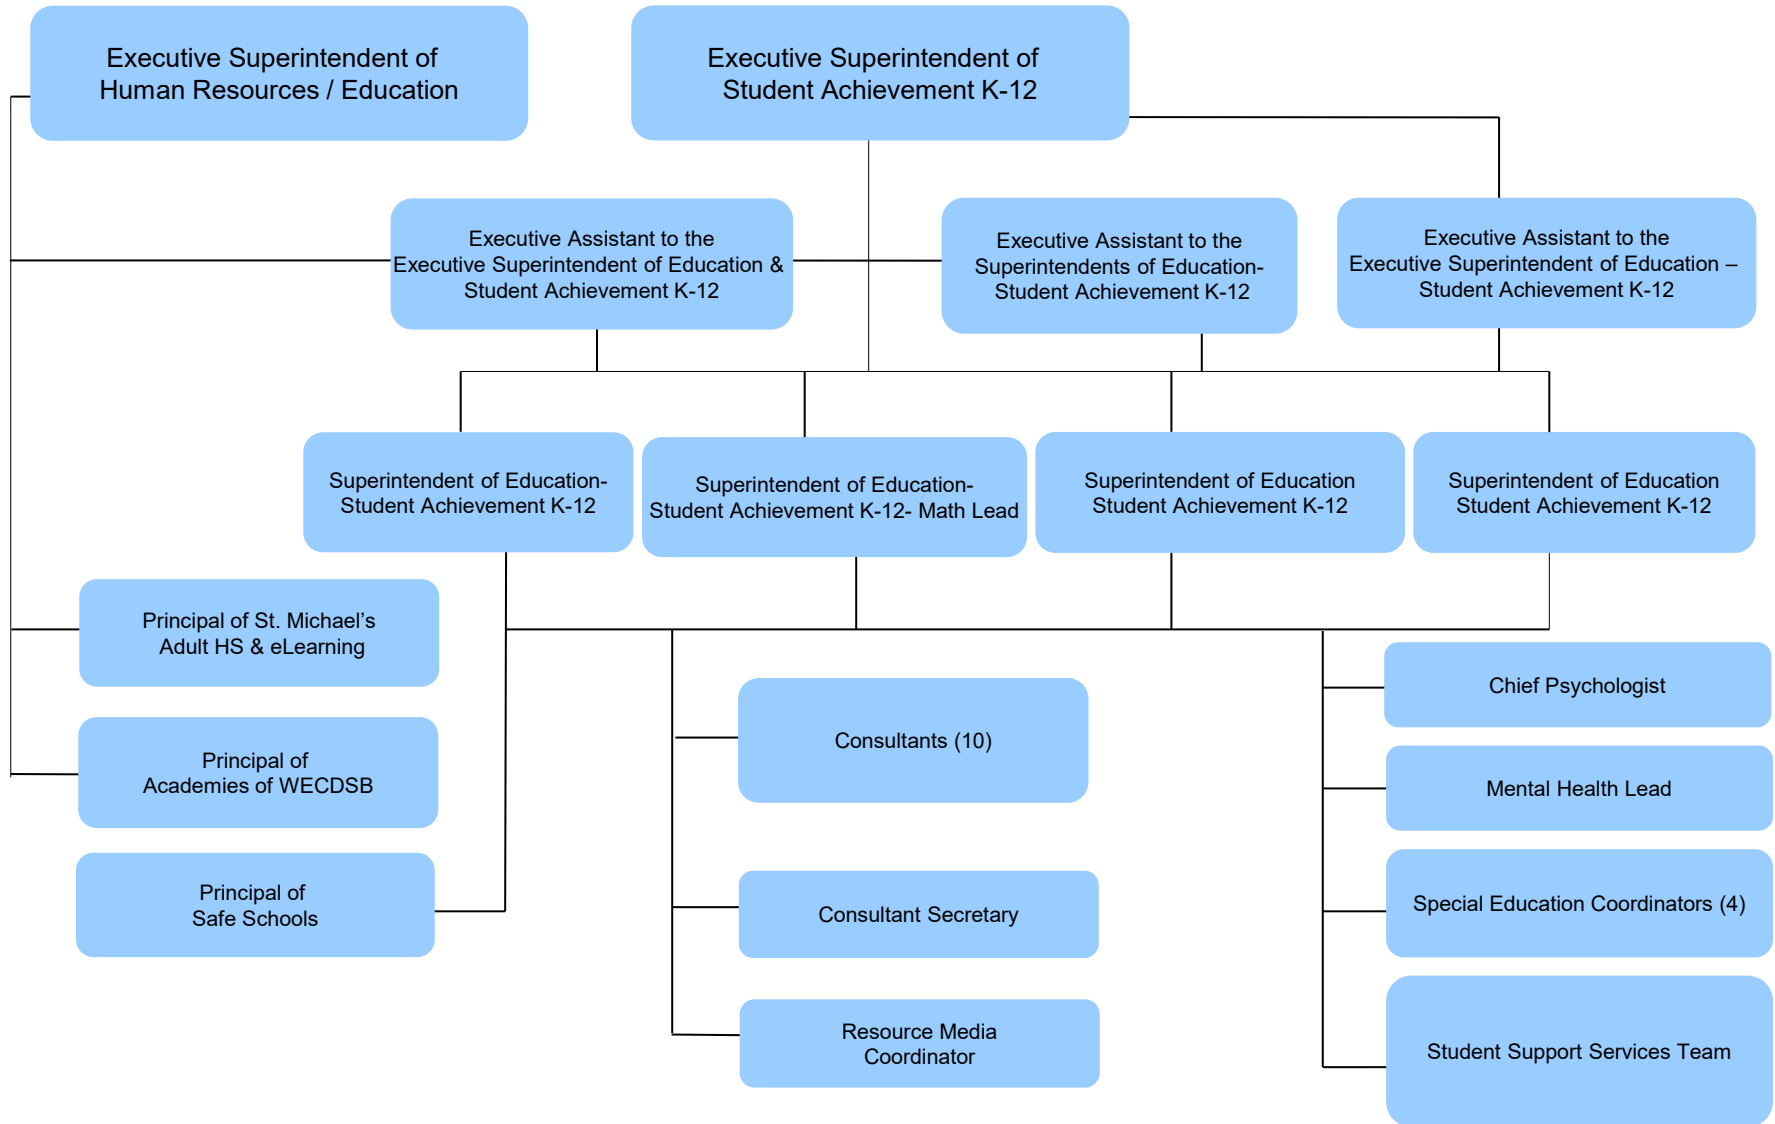 Executive Superintendent of
Human Resources / Education
Executive Superintendent of
Student Achievement K-12
Executive Assistant to the
Executive Superintendent of Education &
Student Achievement K-12
Executive Assistant to the
Superintendents of Education-
Student Achievement K-12
Executive Assistant to the
Executive Superintendent of Education –
Student Achievement K-12
Superintendent of Education-
Student Achievement K-12
Superintendent of Education-
Student Achievement K-12- Math Lead
Superintendent of Education
Student Achievement K-12
Superintendent of Education
Student Achievement K-12
Principal of St. Michael’s
Adult HS & eLearning
Principal of
Academies of WECDSB
Principal of
Safe Schools
Consultants (10)
Consultant Secretary
Resource Media
Coordinator
Chief Psychologist
Mental Health Lead
Special Education Coordinators (4)
Student Support Services Team